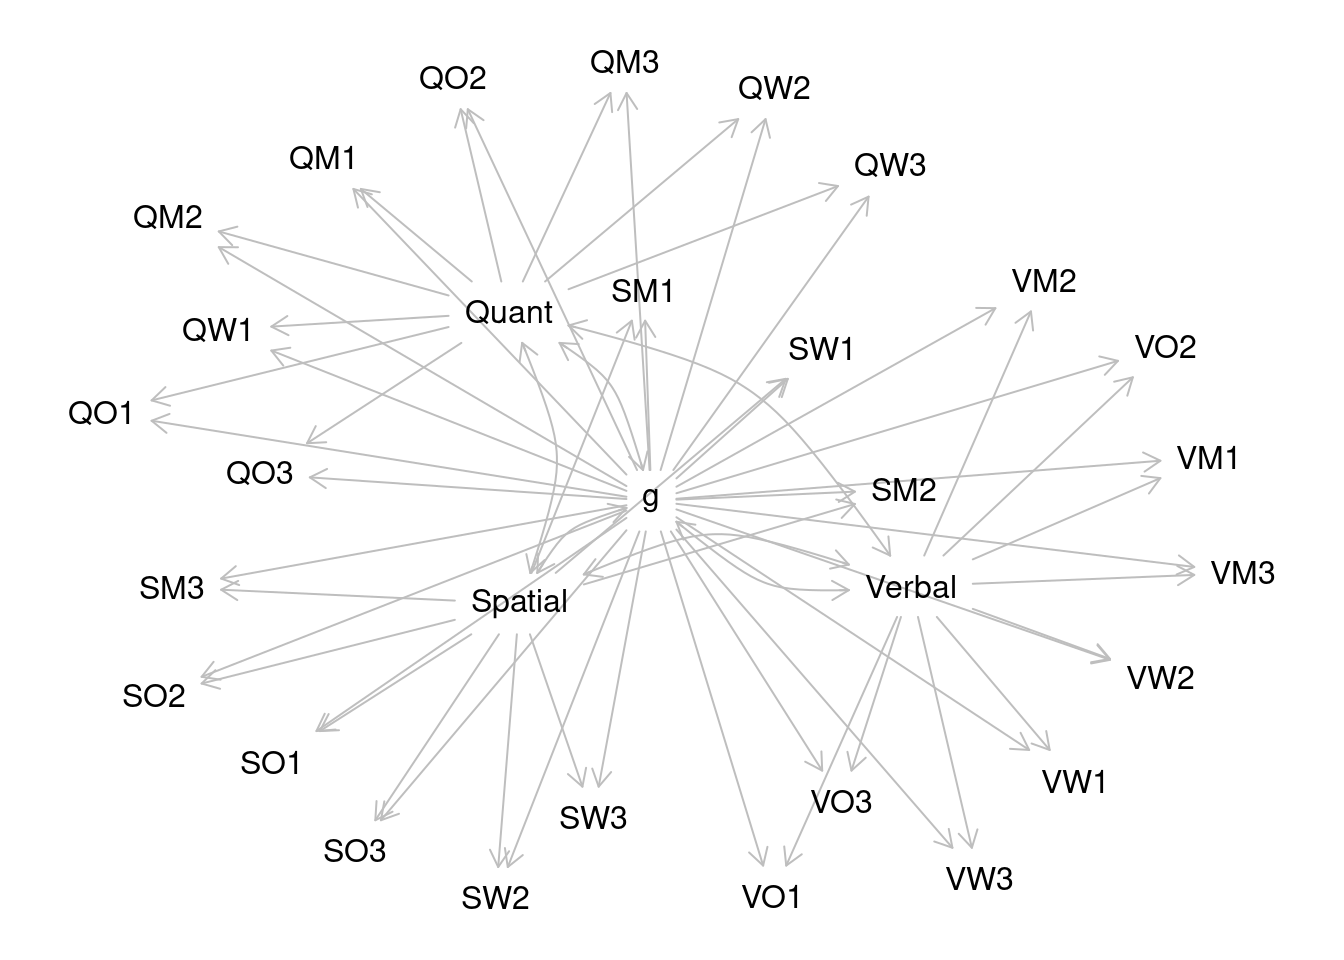 QM3
QO2
QW2
QM1
QW3
QM2
SM1
VM2
Quant
QW1
SW1
VO2
QO1
VM1
QO3
SM2
g
VM3
SM3
Verbal
Spatial
VW2
SO2
SO1
VW1
VO3
SW3
SO3
VW3
SW2
VO1